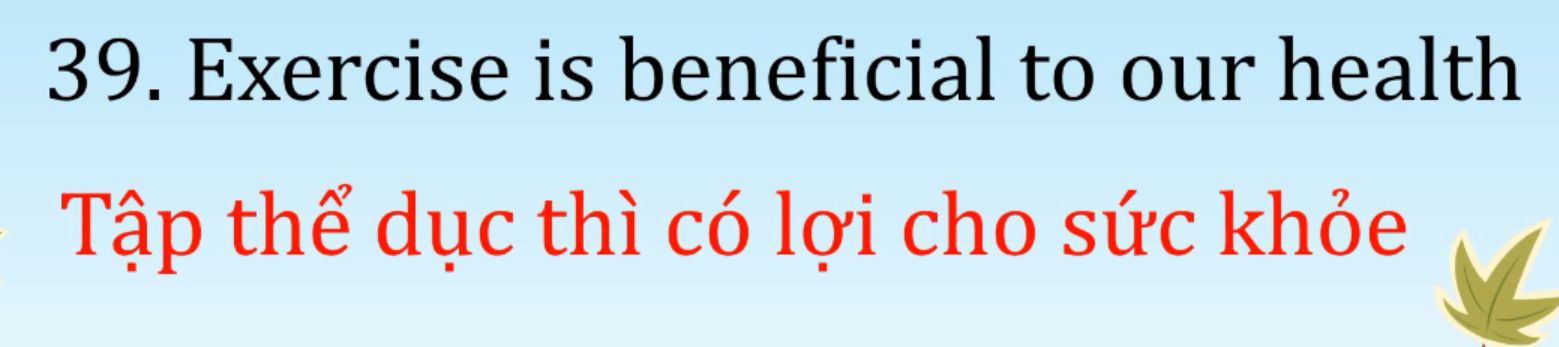 39. Exercise is beneficial to our health
Tập thể dục thì có lợi cho sức khỏe